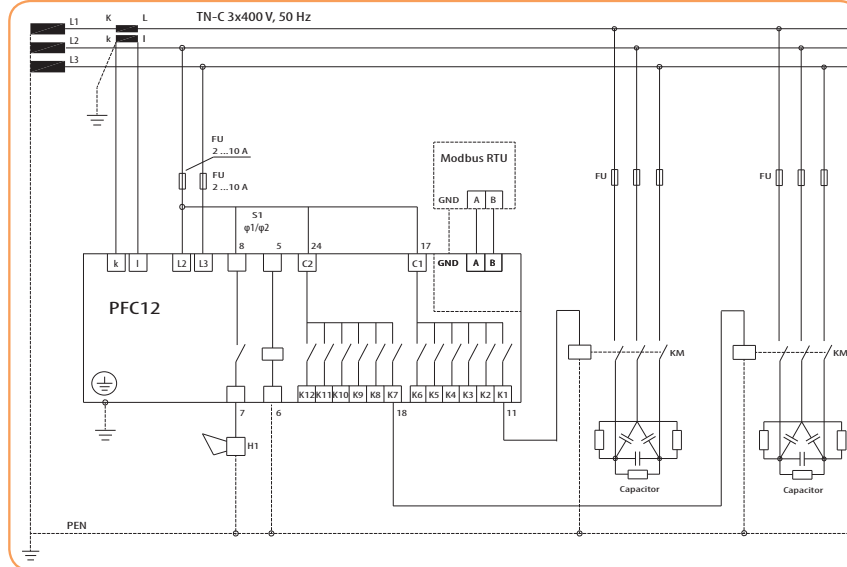 TN-C 3x400 V, 50 Hz
L1
K
L
L2
k
l
L3
FU
2 ...10 A
FU
2 ...10 A
Modbus RTU
GND
A
B
FU
FU
S1
φ1/φ2
8
5
24
17
k
l
L2
L3
C2
C1
GND
A
B
PFC12
KM
KM
K12
K11
K10
K9
K8
K7
K6
K5
K4
K3
K2
K1
7
6
18
11
H1
Capacitor
Capacitor
PEN